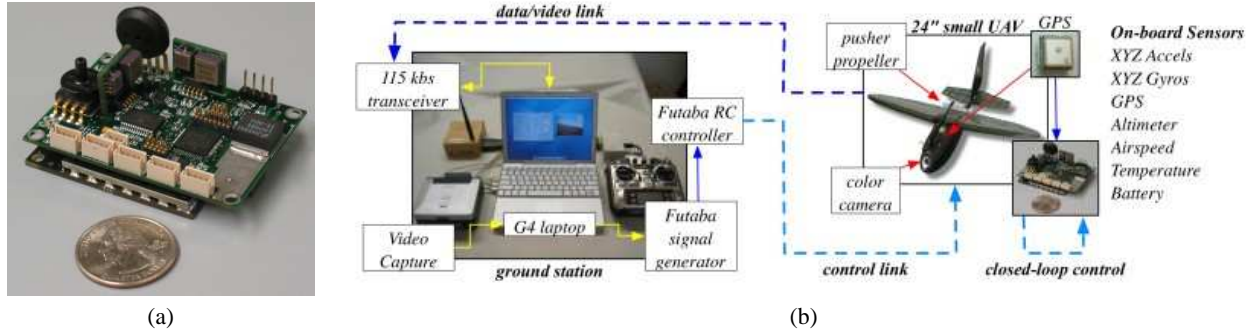 data/video link
24" small UAV
GPS
On-board Sensors
XYZ Accels
XYZ Gyros
GPS
Altimeter
Airspeed
Temperature
Battery
pusher
propeller
115 kbs
transceiver
Futaba RC
controller
color
camera
G4 laptop
Video
Capture
Futaba
signal
generator
ground station
control link
closed-loop control
(a)
(b)